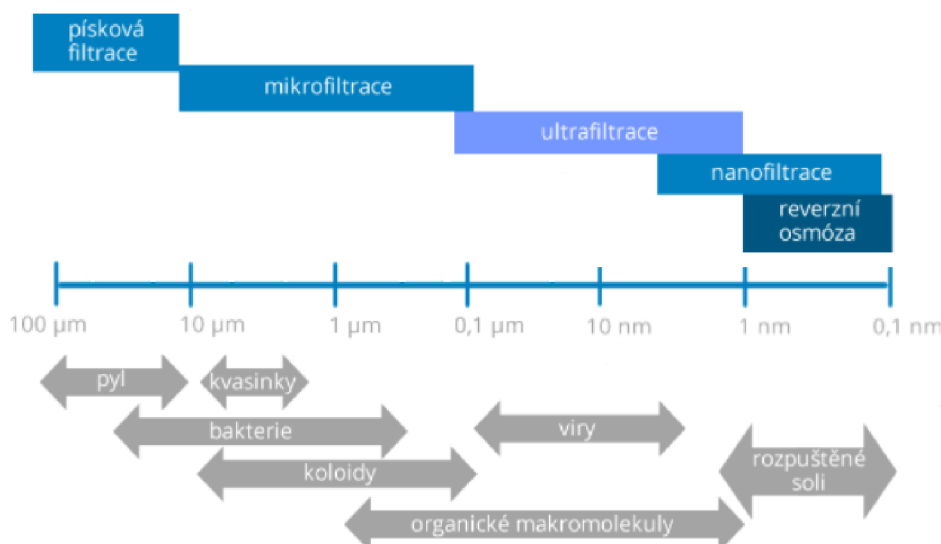 písková
filtrace
mikrofiltrace
ultrafiltrace
nanofiltrace
reverzní
osmóza
100 µm 10 µm 1 µm 0,1 µm 10 nm 1 nm 0,1 nm
pyl kvasinky
bakterie viry
koloidy rozpuštěné
soli
organické makromolekuly